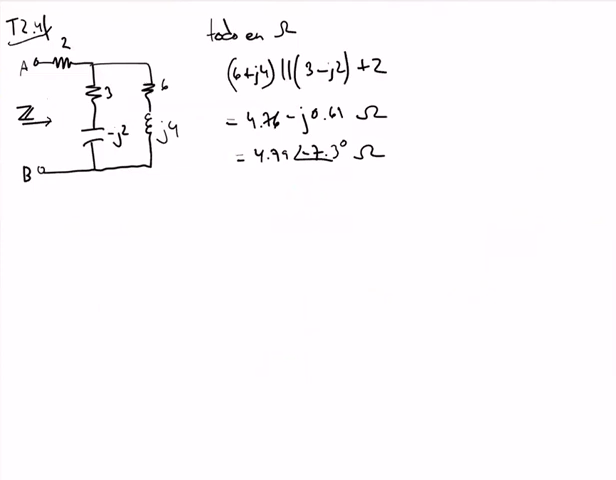 T2.4
todo en Ω
2
A
(6+j4)||(3-j2)+2
3
6
Z
= 4.76 - j0.61 Ω
-j2
j4
= 4.79 ∠-7.3° Ω
B